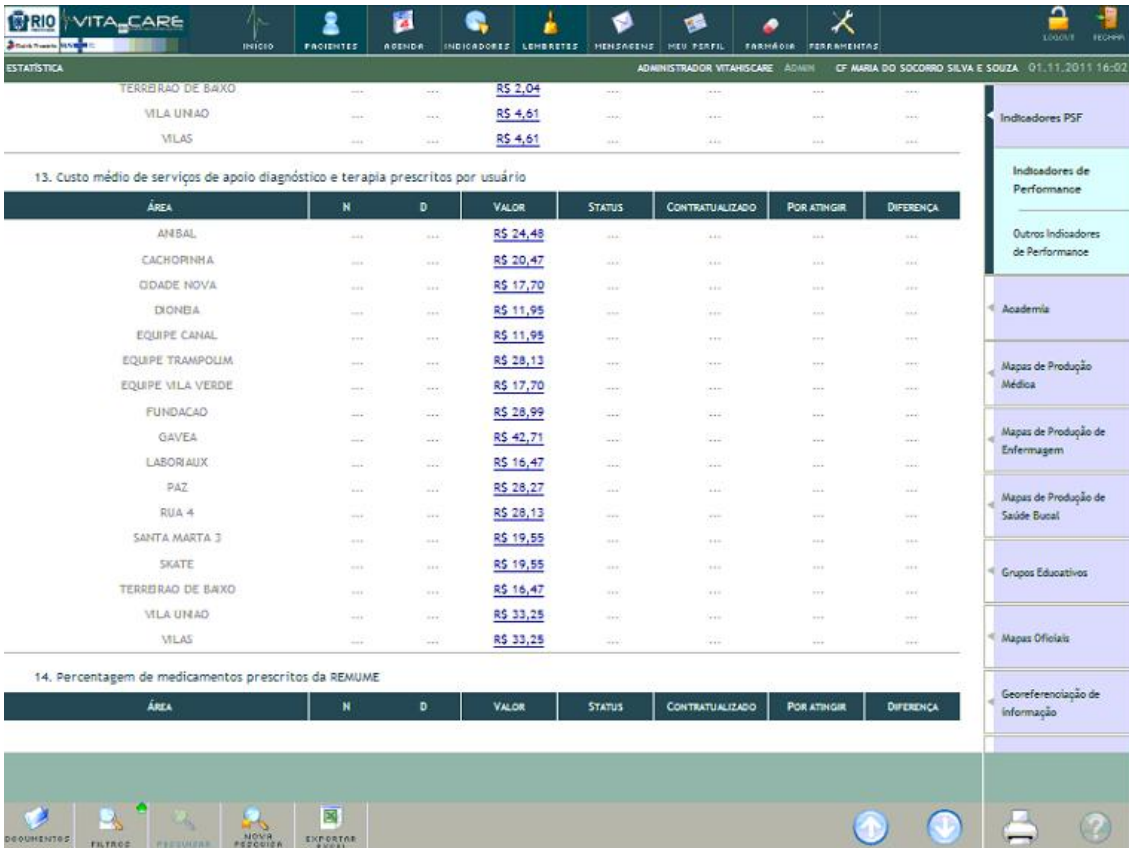 RIO VITA_CARE
INICIO PACIENTES AGENDA INDICADORES LEMBRETES MENSAGENS MEU PERFIL FARMÁCIA FERRAMENTAS LOGOUT FECHAR
ESTATÍSTICA ADMINISTRADOR VITAHISCARE ADMIN CF MARIA DO SOCORRO SILVA E SOUZA 01.11.2011 16:02
TERREIRAO DE BAIXO ... ... R$ 2,04 ... ... ... ...
VILA UNIAO ... ... R$ 4,61 ... ... ... ...
VILAS ... ... R$ 4,61 ... ... ... ...
13. Custo médio de serviços de apoio diagnóstico e terapia prescritos por usuário
ÁREA N D VALOR STATUS CONTRATUALIZADO POR ATINGIR DIFERENÇA
ANIBAL ... ... R$ 24,48 ... ... ... ...
CACHOPINHA ... ... R$ 20,47 ... ... ... ...
CIDADE NOVA ... ... R$ 17,70 ... ... ... ...
DIONEIA ... ... R$ 11,95 ... ... ... ...
EQUIPE CANAL ... ... R$ 11,95 ... ... ... ...
EQUIPE TRAMPOLIM ... ... R$ 28,13 ... ... ... ...
EQUIPE VILA VERDE ... ... R$ 17,70 ... ... ... ...
FUNDACAO ... ... R$ 28,99 ... ... ... ...
GAVEA ... ... R$ 42,71 ... ... ... ...
LABORIAUX ... ... R$ 16,47 ... ... ... ...
PAZ ... ... R$ 28,27 ... ... ... ...
RUA 4 ... ... R$ 28,13 ... ... ... ...
SANTA MARTA 3 ... ... R$ 19,55 ... ... ... ...
SKATE ... ... R$ 19,55 ... ... ... ...
TERREIRAO DE BAIXO ... ... R$ 16,47 ... ... ... ...
VILA UNIAO ... ... R$ 33,25 ... ... ... ...
VILAS ... ... R$ 33,25 ... ... ... ...
14. Percentagem de medicamentos prescritos da REMUME
ÁREA N D VALOR STATUS CONTRATUALIZADO POR ATINGIR DIFERENÇA
Indicadores PSF
Indicadores de
Performance
Outros Indicadores
de Performance
Academia
Mapas de Produção
Médica
Mapas de Produção de
Enfermagem
Mapas de Produção de
Saúde Bucal
Grupos Educativos
Mapas Oficiais
Georeferenciação de
informação
DOCUMENTOS FILTROS PESQUISAR NOVA PESQUISA EXPORTAR EXCEL